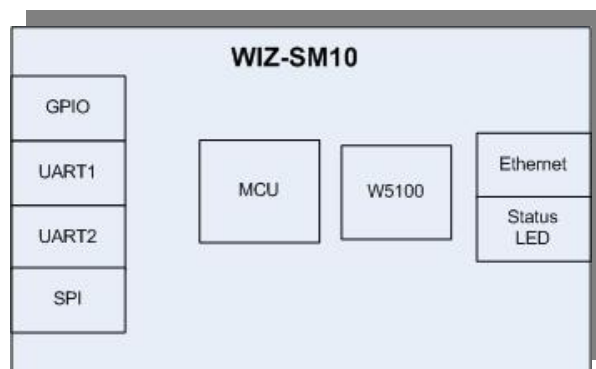 WIZ-SM10
GPIO
UART1
UART2
SPI
MCU
W5100
Ethernet
Status
LED